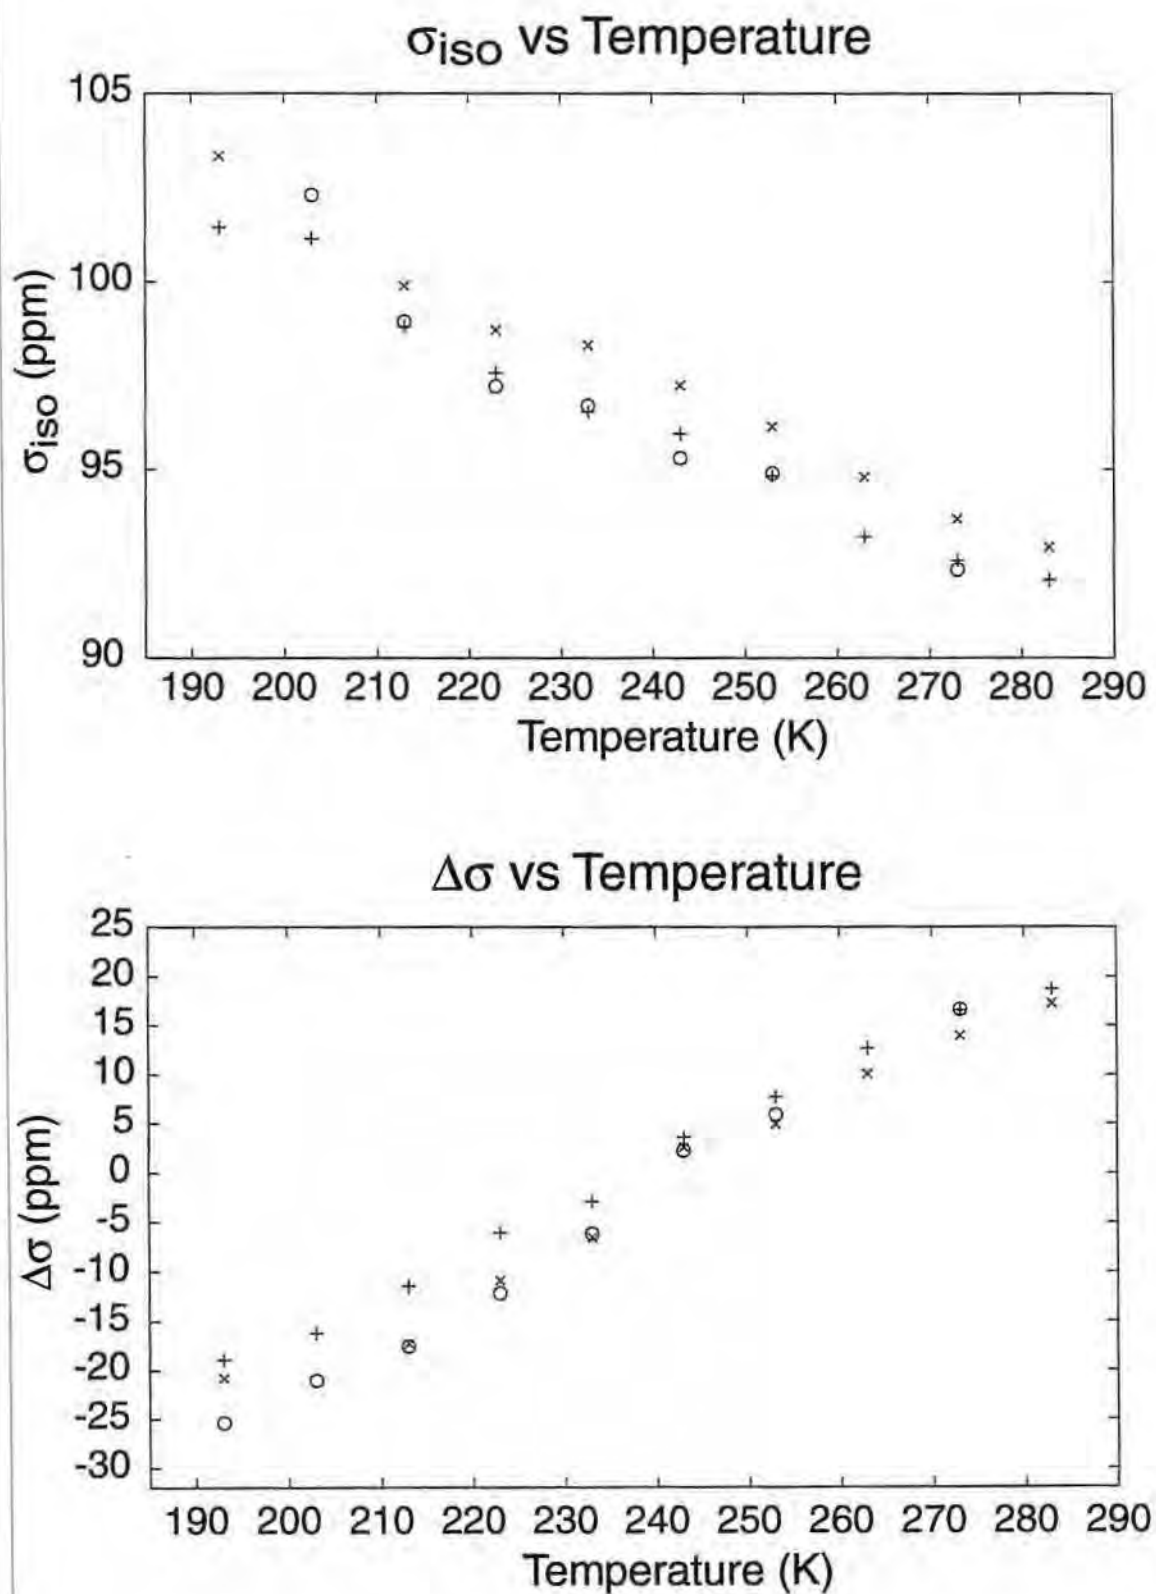 σiso vs Temperature
105
100
95
90
σiso (ppm)
190 200 210 220 230 240 250 260 270 280 290
Temperature (K)
Δσ vs Temperature
25
20
15
10
5
0
-5
-10
-15
-20
-25
-30
Δσ (ppm)
190 200 210 220 230 240 250 260 270 280 290
Temperature (K)